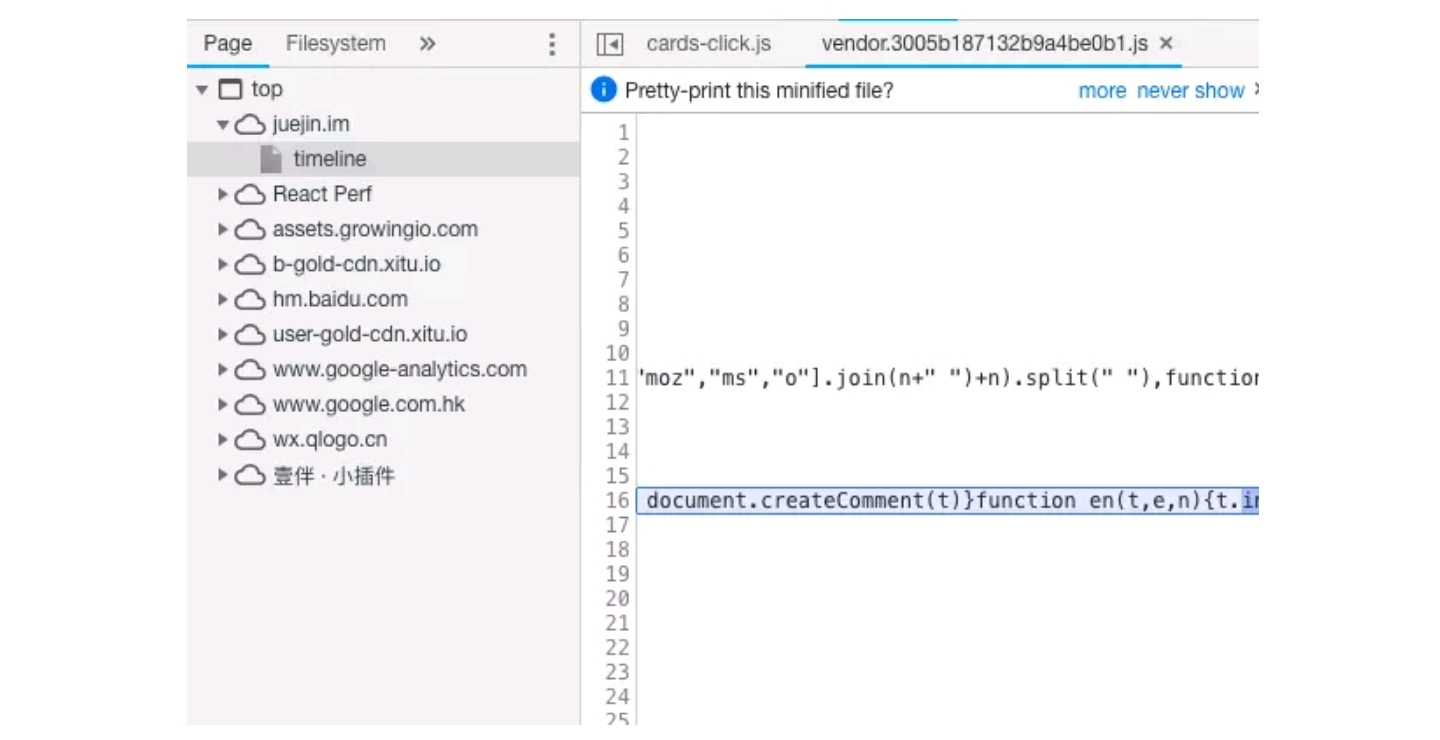 Page Filesystem »
top
juejin.im
timeline
React Perf
assets.growingio.com
b-gold-cdn.xitu.io
hm.baidu.com
user-gold-cdn.xitu.io
www.google-analytics.com
www.google.com.hk
wx.qlogo.cn
壹伴 · 小插件
cards-click.js vendor.3005b187132b9a4be0b1.js ×
Pretty-print this minified file? more never show
1
2
3
4
5
6
7
8
9
10
11 "moz","ms","o"].join(n+" ")+n).split(" "),function
12
13
14
15
16 document.createComment(t)}function en(t,e,n){t.in
17
18
19
20
21
22
23
24
25